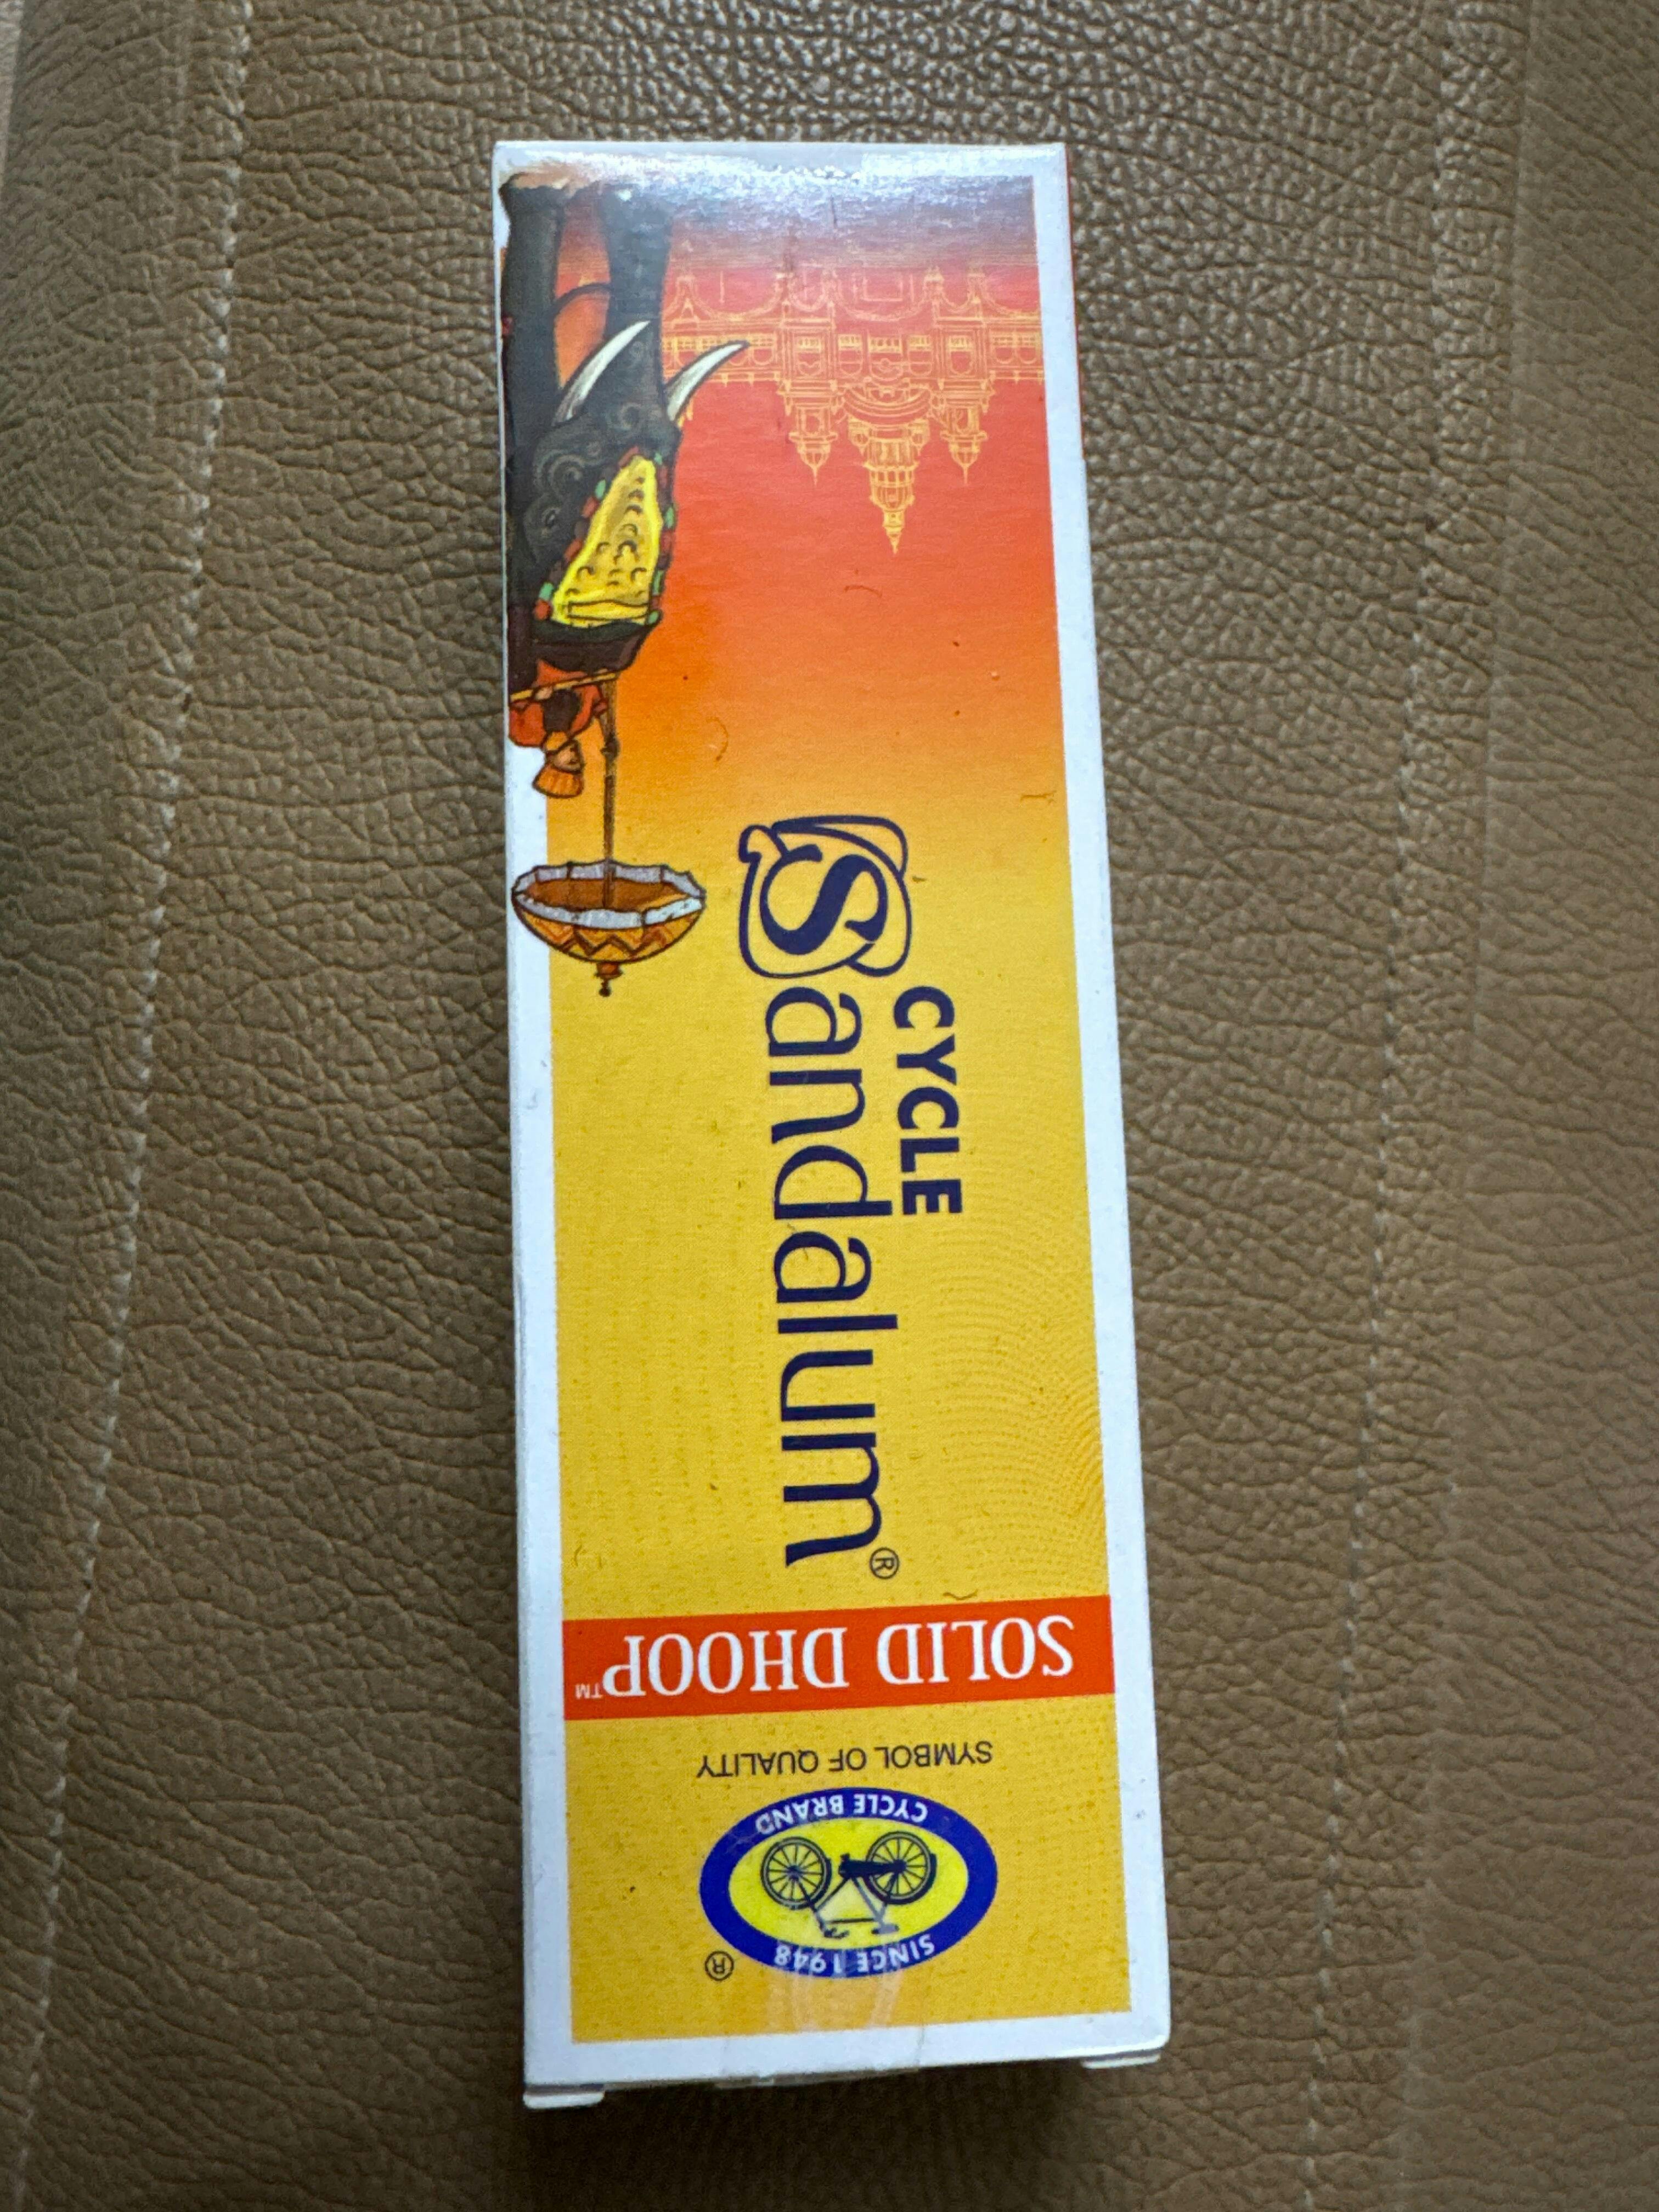 SINCE 1948
CYCLE BRAND
®
SYMBOL OF QUALITY
SOLID DHOOP™
CYCLE
Sandalum®